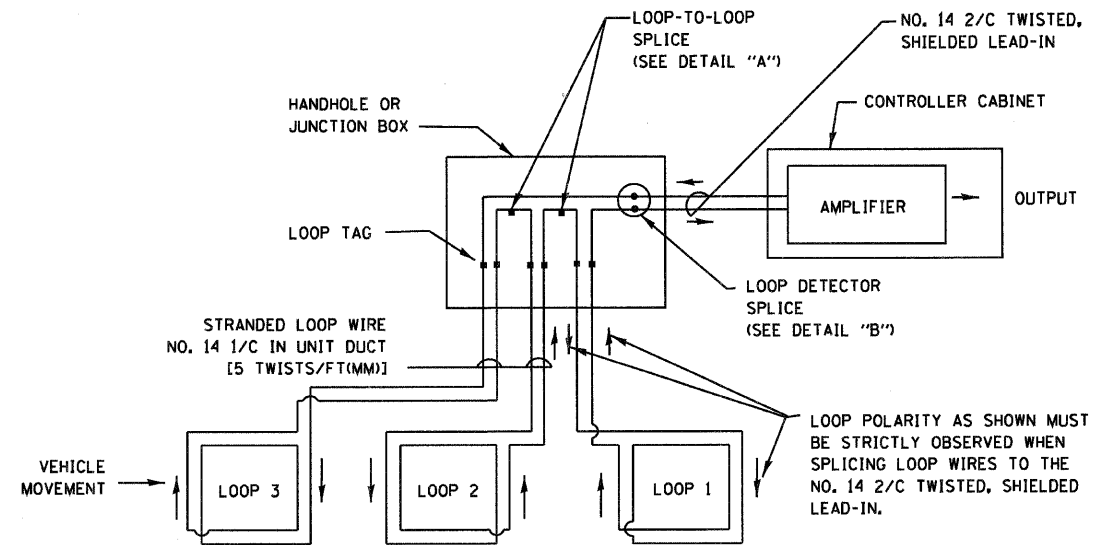 LOOP-TO-LOOP
SPLICE
(SEE DETAIL "A")
NO. 14 2/C TWISTED,
SHIELDED LEAD-IN
HANDHOLE OR
JUNCTION BOX
CONTROLLER CABINET
AMPLIFIER
OUTPUT
LOOP TAG
LOOP DETECTOR
SPLICE
(SEE DETAIL "B")
STRANDED LOOP WIRE
NO. 14 1/C IN UNIT DUCT
[5 TWISTS/FT(MM)]
LOOP POLARITY AS SHOWN MUST
BE STRICTLY OBSERVED WHEN
SPLICING LOOP WIRES TO THE
NO. 14 2/C TWISTED, SHIELDED
LEAD-IN.
VEHICLE
MOVEMENT
LOOP 3
LOOP 2
LOOP 1